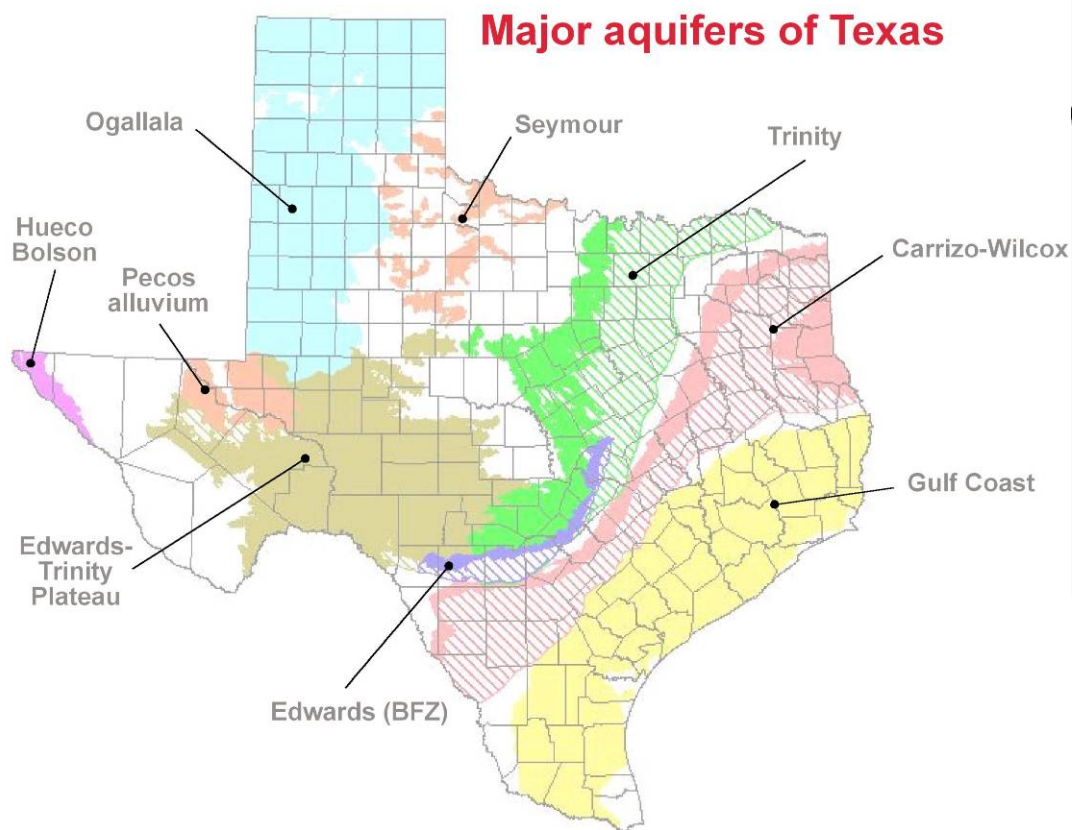 Major aquifers of Texas
Ogallala
Seymour
Trinity
Hueco
Bolson
Pecos
alluvium
Carrizo-Wilcox
Gulf Coast
Edwards-
Trinity
Plateau
Edwards (BFZ)